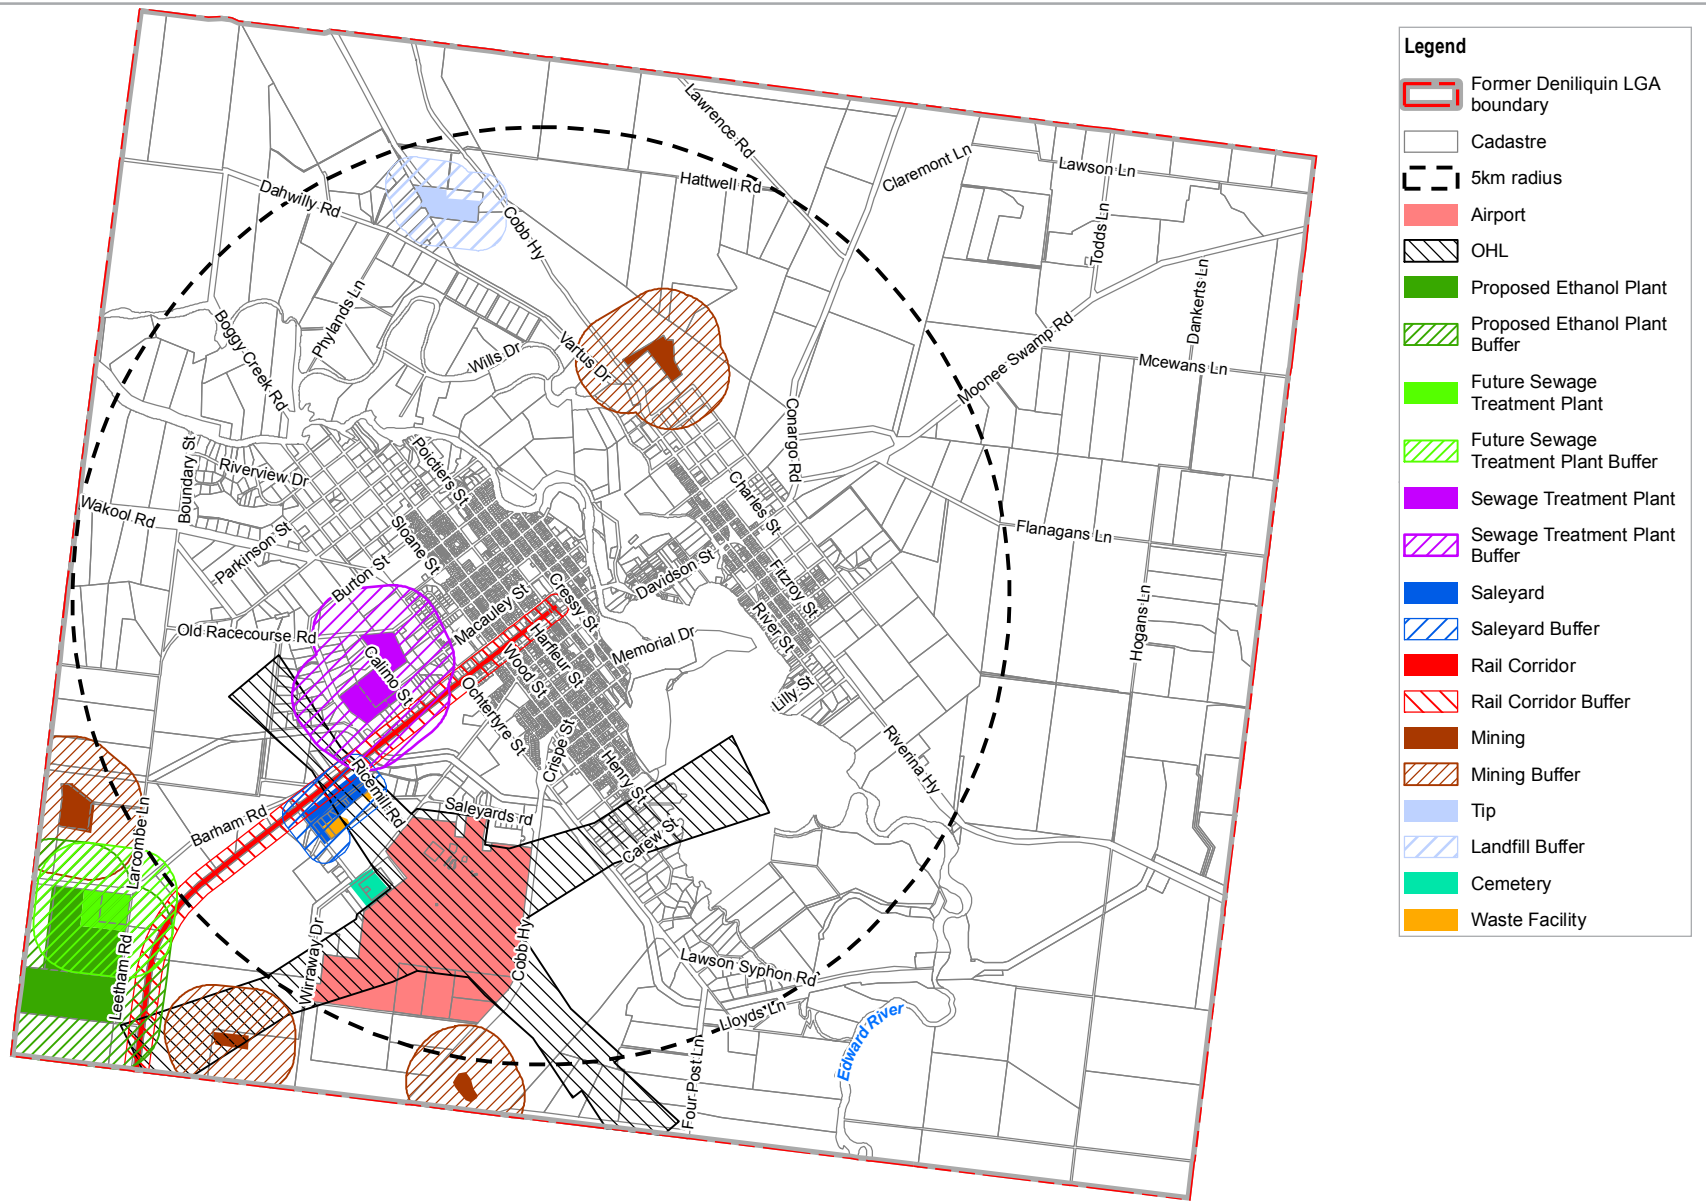 Lawrence Rd
Claremont Ln
Lawson Ln
Hattwell Rd
Dahwilly Rd
Cobb Hy
Todds Ln
Dankerts Ln
Phylands Ln
Boggy Creek Rd
Wills Dr
Vartus Dr
Moonee Swamp Rd
Mcewans Ln
Conargo Rd
Boundary St
Riverview Dr
Poictiers St
Charles St
Wakool Rd
Sloane St
Flanagans Ln
Parkinson St
Burton St
Davidson St
Fitzroy St
Cressy St
Macauley St
River St
Hogans Ln
Old Racecourse Rd
Harfleur St
Memorial Dr
Calimo St
Wood St
Lilly St
Ochtertyre St
Crispe St
Riverina Hy
Henry St
Ricemill Rd
Saleyards rd
Barham Rd
Larcombe Ln
Carew St
Wirraway Dr
Cobb Hy
Leetham Rd
Lawson Syphon Rd
Lloyds Ln
Edward River
Four Post Ln
Legend
Former Deniliquin LGA
boundary
Cadastre
5km radius
Airport
OHL
Proposed Ethanol Plant
Proposed Ethanol Plant
Buffer
Future Sewage
Treatment Plant
Future Sewage
Treatment Plant Buffer
Sewage Treatment Plant
Sewage Treatment Plant
Buffer
Saleyard
Saleyard Buffer
Rail Corridor
Rail Corridor Buffer
Mining
Mining Buffer
Tip
Landfill Buffer
Cemetery
Waste Facility